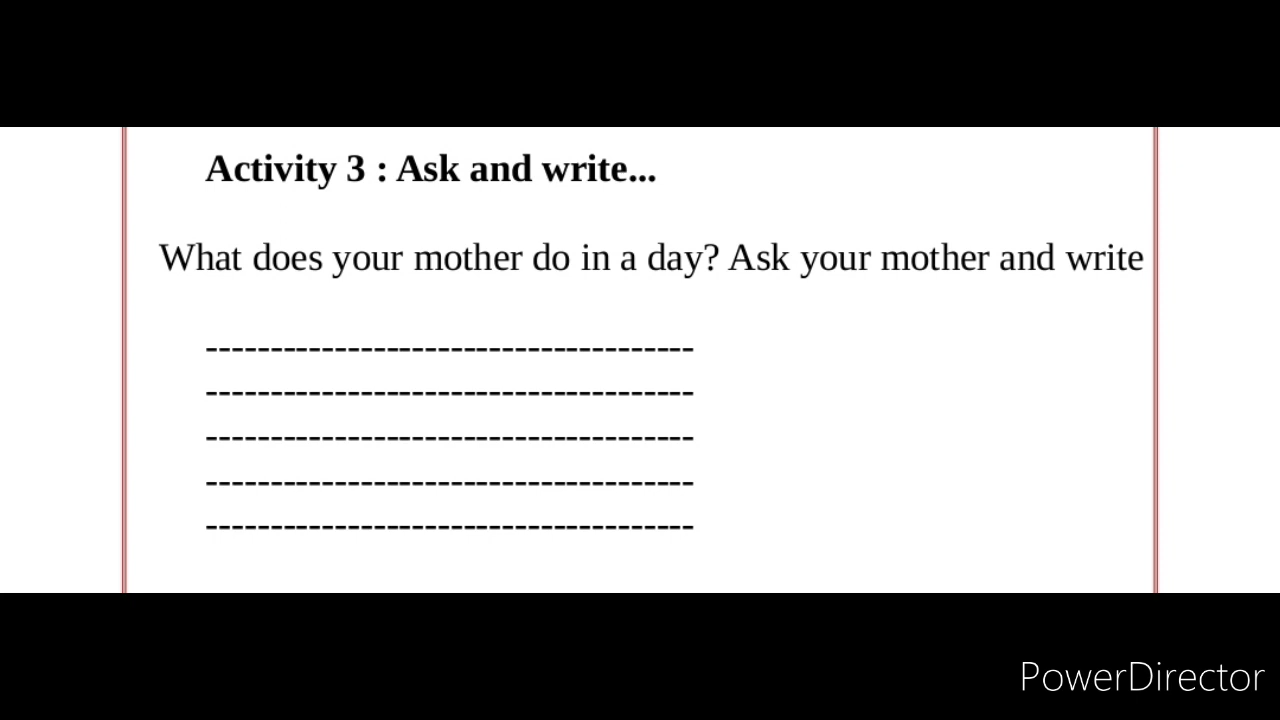 Activity 3 : Ask and write...
What does your mother do in a day? Ask your mother and write
---------------------------------------
---------------------------------------
---------------------------------------
---------------------------------------
---------------------------------------
PowerDirector